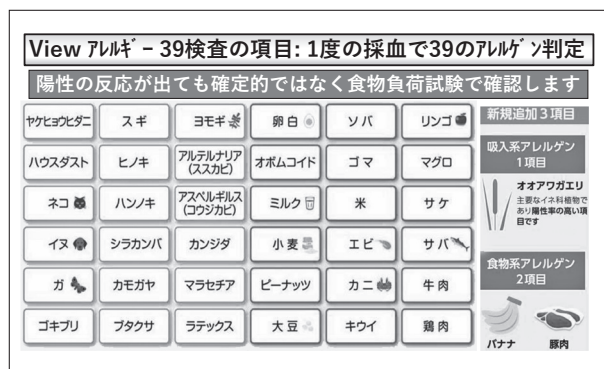 View アレルギー 39検査の項目: 1度の採血で39のアレルゲン判定
陽性の反応が出ても確定的ではなく食物負荷試験で確認します
ヤケヒョウヒダニ スギ ヨモギ 卵白 ソバ リンゴ
ハウスダスト ヒノキ アルテルナリア(ススカビ) オボムコイド ゴマ マグロ
ネコ ハンノキ アスペルギルス(コウジカビ) ミルク 米 サケ
イヌ シラカンバ カンジダ 小麦 エビ サバ
ガ カモガヤ マラセチア ピーナッツ カニ 牛肉
ゴキブリ ブタクサ ラテックス 大豆 キウイ 鶏肉
新規追加3項目
吸入系アレルゲン
1項目
オオアワガエリ
主要なイネ科植物で
あり陽性率の高い項
目です
食物系アレルゲン
2項目
バナナ 豚肉